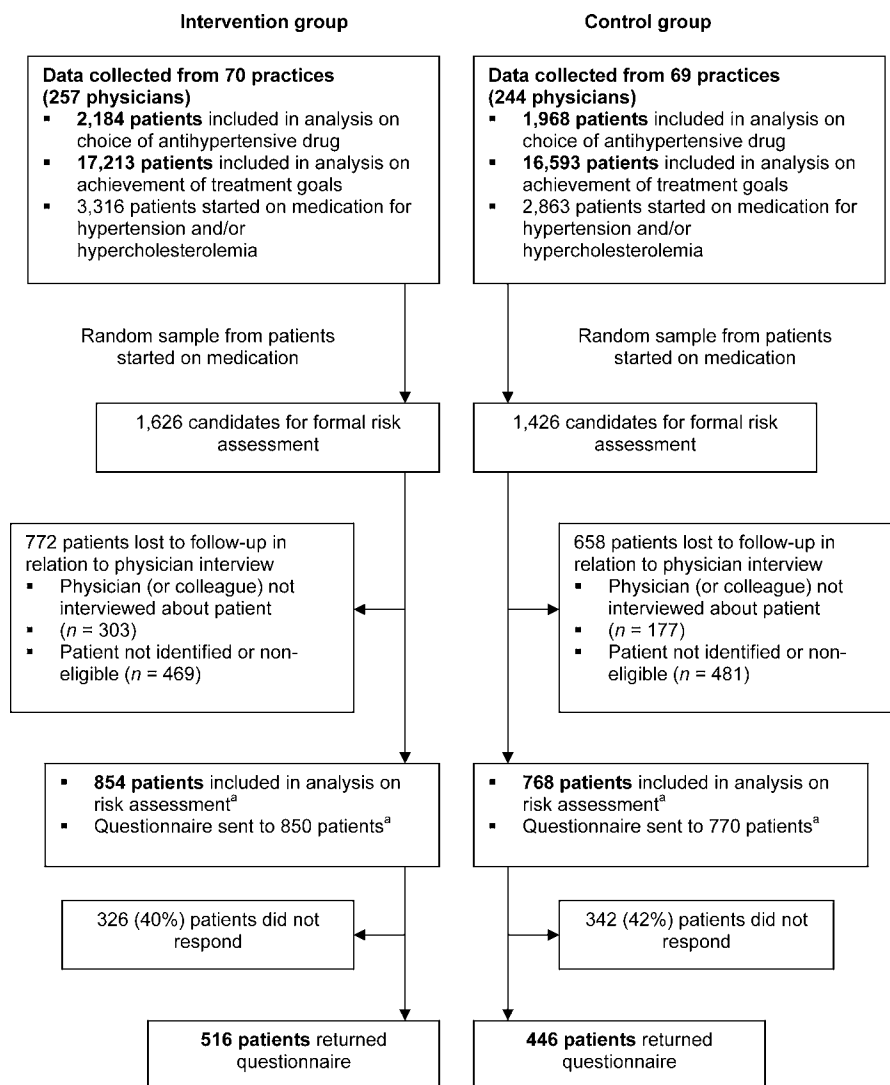 Intervention group
Control group
Data collected from 70 practices
(257 physicians)
▪ 2,184 patients included in analysis on
choice of antihypertensive drug
▪ 17,213 patients included in analysis on
achievement of treatment goals
▪ 3,316 patients started on medication for
hypertension and/or
hypercholesterolemia
Data collected from 69 practices
(244 physicians)
▪ 1,968 patients included in analysis on
choice of antihypertensive drug
▪ 16,593 patients included in analysis on
achievement of treatment goals
▪ 2,863 patients started on medication for
hypertension and/or
hypercholesterolemia
Random sample from patients
started on medication
Random sample from patients
started on medication
1,626 candidates for formal risk
assessment
1,426 candidates for formal risk
assessment
772 patients lost to follow-up in
relation to physician interview
▪ Physician (or colleague) not
interviewed about patient
▪ (n = 303)
▪ Patient not identified or non-
eligible (n = 469)
658 patients lost to follow-up in
relation to physician interview
▪ Physician (or colleague) not
interviewed about patient
▪ (n = 177)
▪ Patient not identified or non-
eligible (n = 481)
▪ 854 patients included in analysis on
risk assessmentᵃ
▪ Questionnaire sent to 850 patientsᵃ
▪ 768 patients included in analysis on
risk assessmentᵃ
▪ Questionnaire sent to 770 patientsᵃ
326 (40%) patients did not
respond
342 (42%) patients did not
respond
516 patients returned
questionnaire
446 patients returned
questionnaire